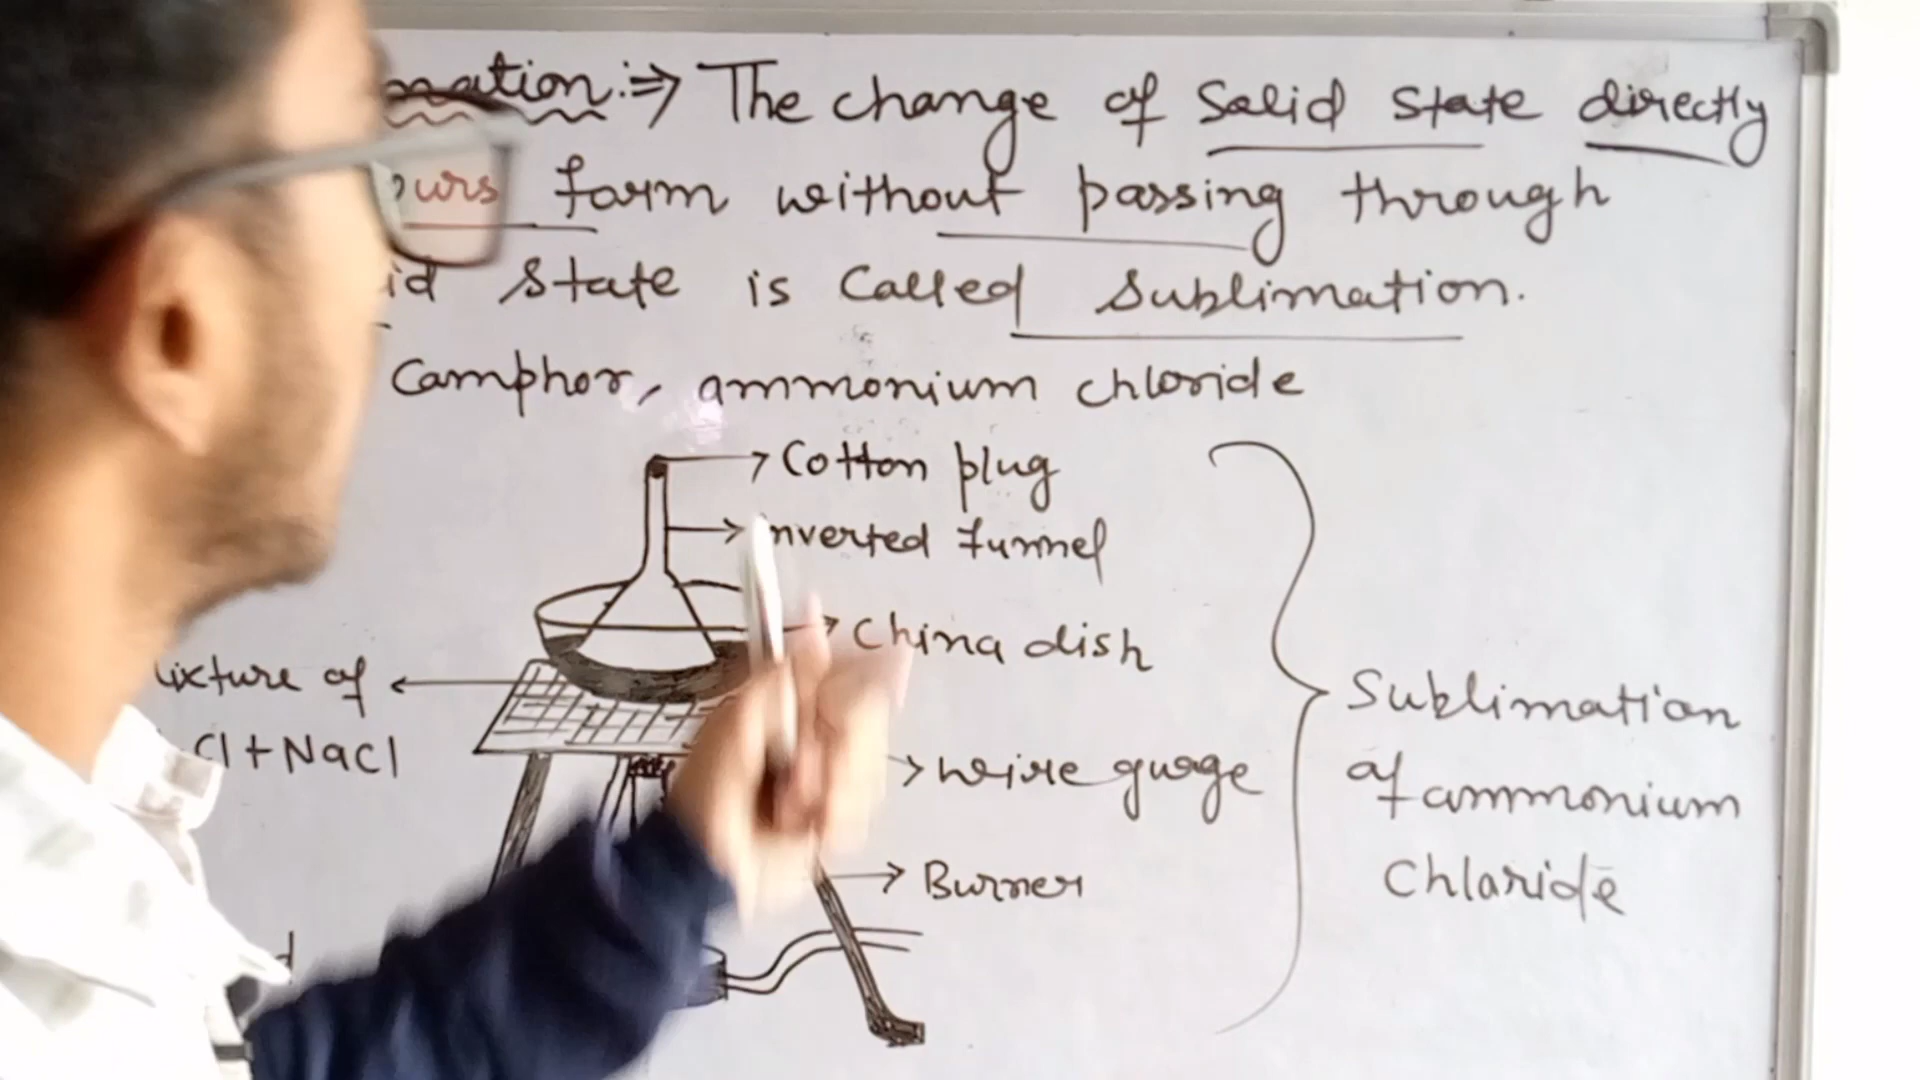 mation :⇒ The change of Solid state directly
ours form without passing through
id state is called sublimation.
Camphor, ammonium chloride
Cotton plug
inverted funnel
China dish
ixture of
Cl + NaCl
wire guage
Burner
Sublimation
of ammonium
Chloride